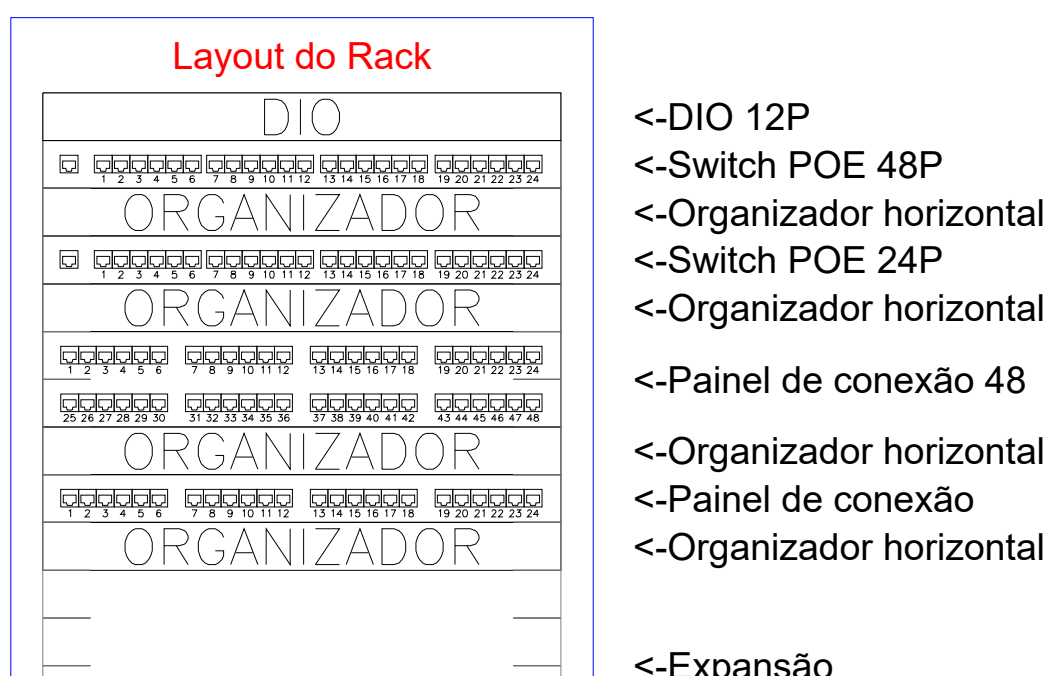 Layout do Rack
DIO
<-DIO 12P
1 2 3 4 5 6 7 8 9 10 11 12 13 14 15 16 17 18 19 20 21 22 23 24
<-Switch POE 48P
ORGANIZADOR
<-Organizador horizontal
1 2 3 4 5 6 7 8 9 10 11 12 13 14 15 16 17 18 19 20 21 22 23 24
<-Switch POE 24P
ORGANIZADOR
<-Organizador horizontal
1 2 3 4 5 6 7 8 9 10 11 12 13 14 15 16 17 18 19 20 21 22 23 24
<-Painel de conexão 48
25 26 27 28 29 30 31 32 33 34 35 36 37 38 39 40 41 42 43 44 45 46 47 48
ORGANIZADOR
<-Organizador horizontal
1 2 3 4 5 6 7 8 9 10 11 12 13 14 15 16 17 18 19 20 21 22 23 24
<-Painel de conexão
ORGANIZADOR
<-Organizador horizontal
<-Expansão